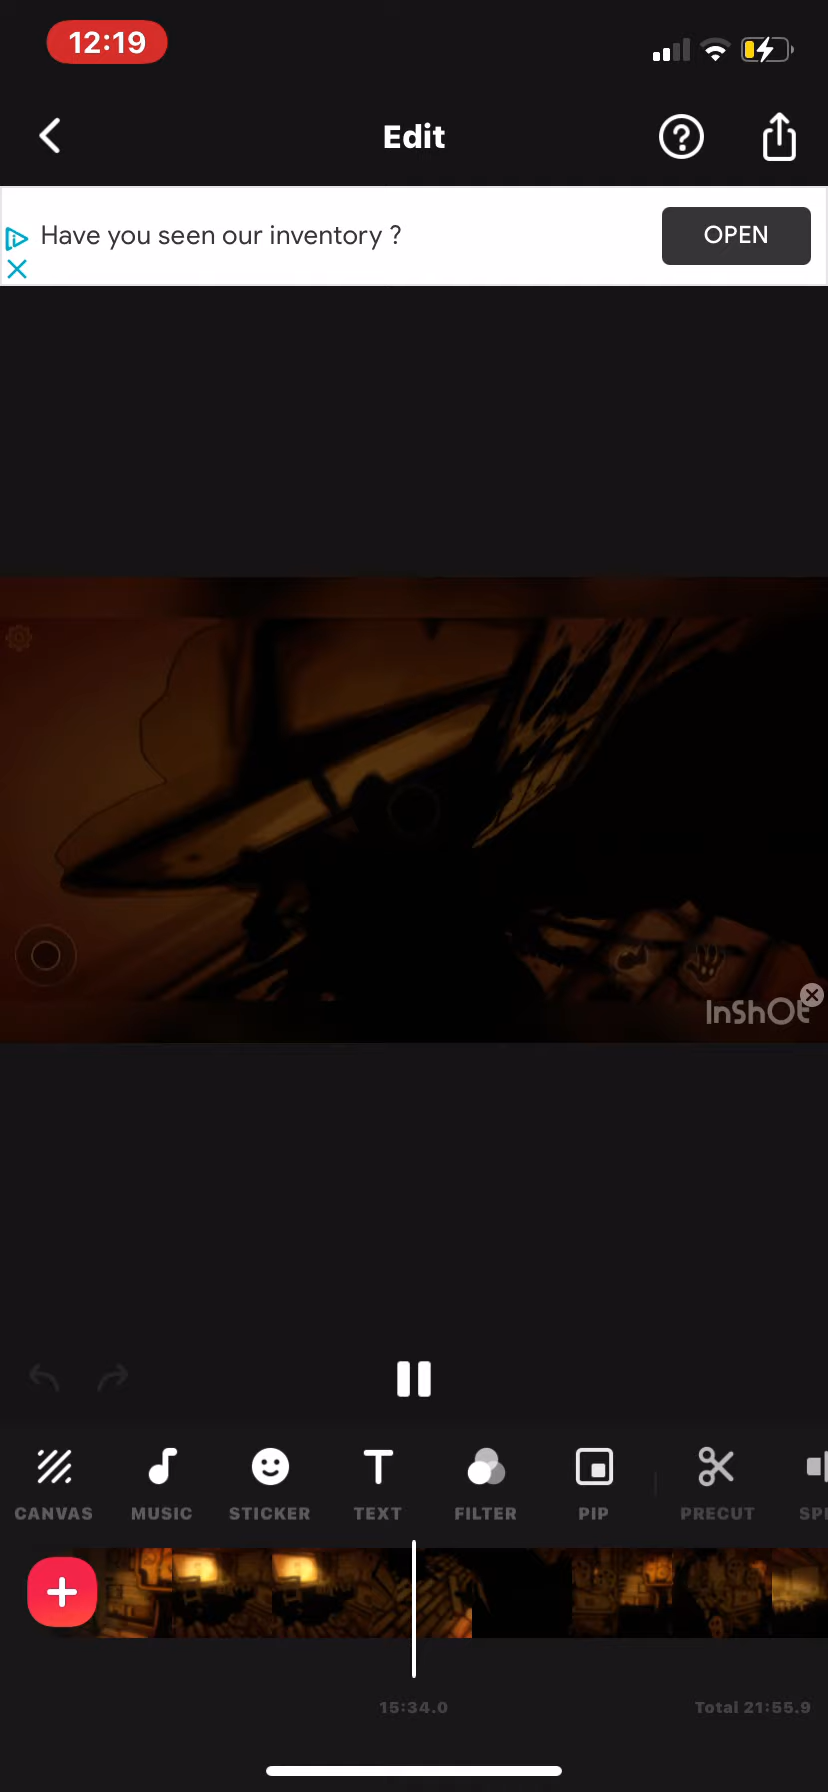 12:19
Edit
Have you seen our inventory ?
OPEN
InShOt
CANVAS
MUSIC
STICKER
TEXT
FILTER
PIP
PRECUT
15:34.0
Total 21:55.9